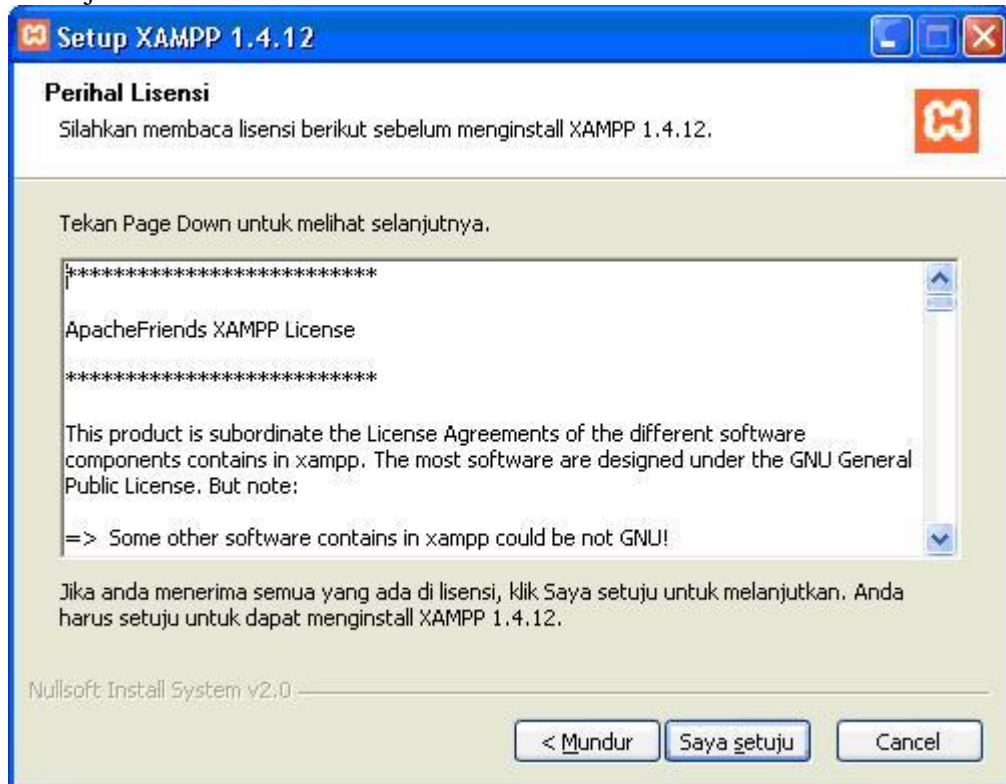 Setup XAMPP 1.4.12
Perihal Lisensi
Silahkan membaca lisensi berikut sebelum menginstall XAMPP 1.4.12.
Tekan Page Down untuk melihat selanjutnya.
**************************
ApacheFriends XAMPP License
**************************
This product is subordinate the License Agreements of the different software
components contains in xampp. The most software are designed under the GNU General
Public License. But note:
=> Some other software contains in xampp could be not GNU!
Jika anda menerima semua yang ada di lisensi, klik Saya setuju untuk melanjutkan. Anda
harus setuju untuk dapat menginstall XAMPP 1.4.12.
Nullsoft Install System v2.0
< Mundur Saya setuju Cancel